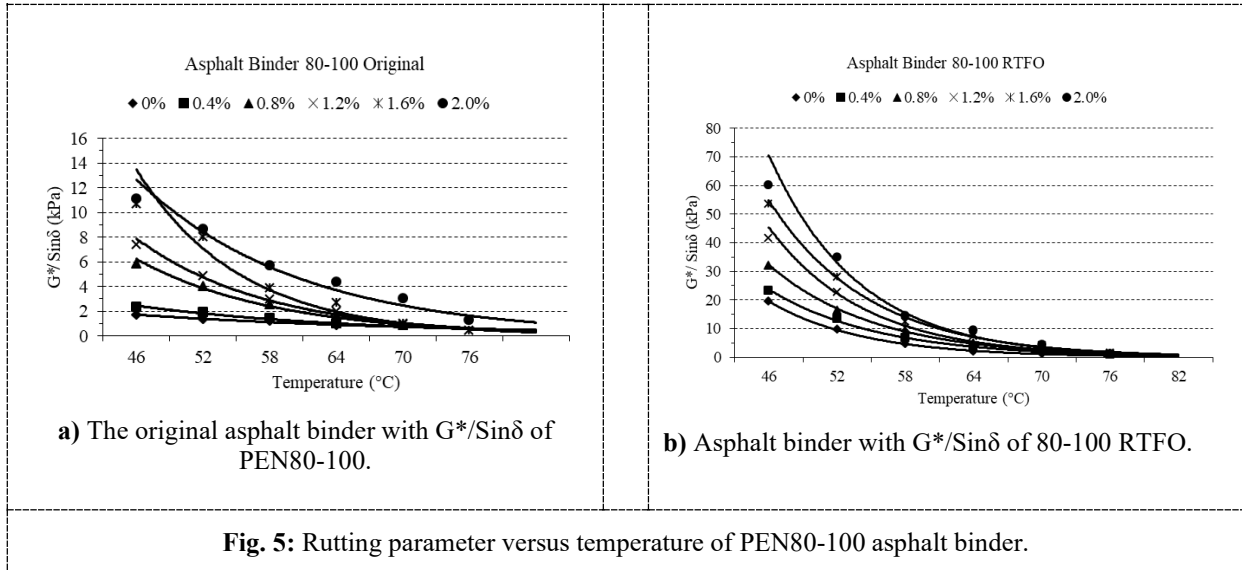 Asphalt Binder 80-100 Original
0% 0.4% 0.8% 1.2% 1.6% 2.0%
16
14
12
10
8
6
4
2
0
G*/ Sinδ (kPa)
46 52 58 64 70 76
Temperature (°C)
a) The original asphalt binder with G*/Sinδ of
PEN80-100.
Asphalt Binder 80-100 RTFO
0% 0.4% 0.8% 1.2% 1.6% 2.0%
80
70
60
50
40
30
20
10
0
G*/ Sinδ (kPa)
46 52 58 64 70 76 82
Temperature (°C)
b) Asphalt binder with G*/Sinδ of 80-100 RTFO.
Fig. 5: Rutting parameter versus temperature of PEN80-100 asphalt binder.